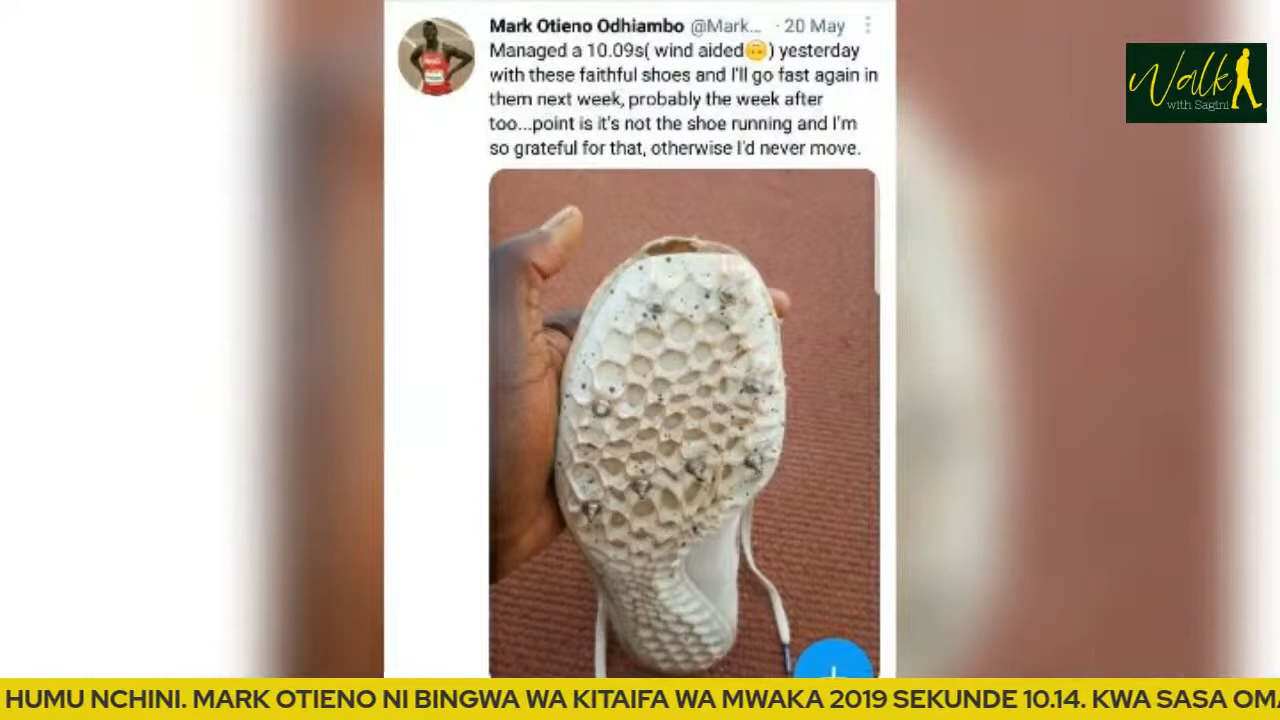 Mark Otieno Odhiambo @Mark... · 20 May
Managed a 10.09s( wind aided🙃) yesterday
with these faithful shoes and I'll go fast again in
them next week, probably the week after
too...point is it's not the shoe running and I'm
so grateful for that, otherwise I'd never move.
Walk
with Sagini
HUMU NCHINI. MARK OTIENO NI BINGWA WA KITAIFA WA MWAKA 2019 SEKUNDE 10.14. KWA SASA OMA